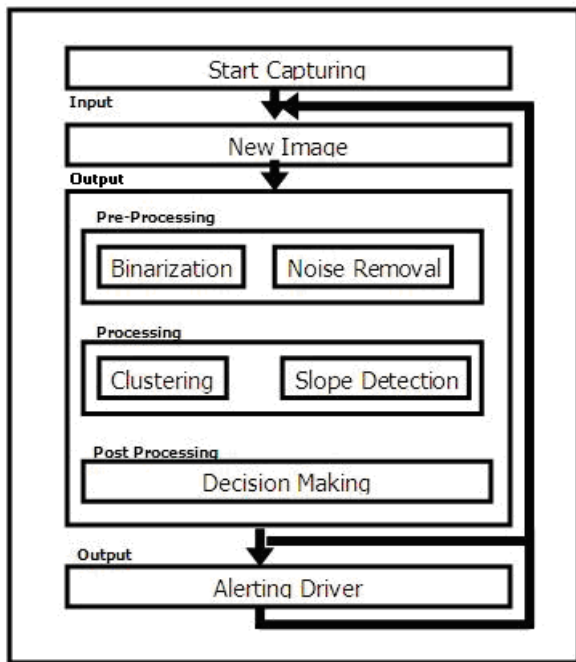 Start Capturing
Input
New Image
Output
Pre-Processing
Binarization Noise Removal
Processing
Clustering Slope Detection
Post Processing
Decision Making
Output
Alerting Driver